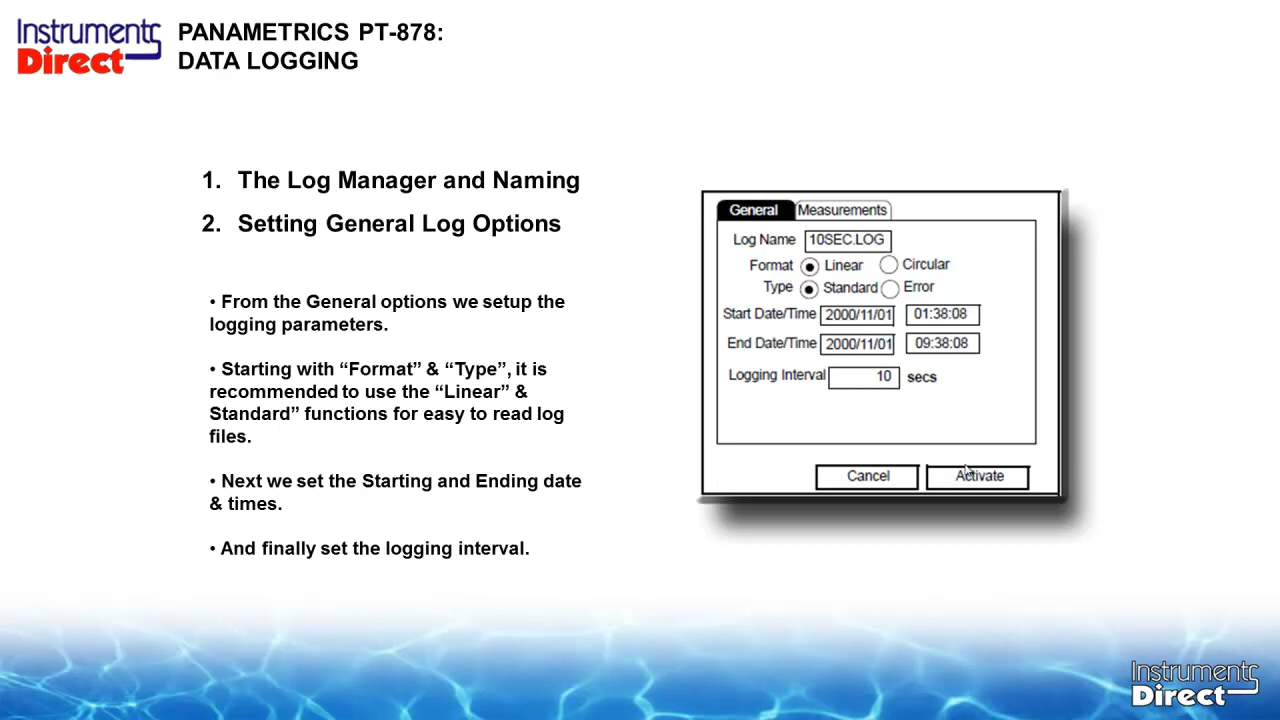 Instruments
Direct
PANAMETRICS PT-878:
DATA LOGGING
1. The Log Manager and Naming
2. Setting General Log Options
• From the General options we setup the
logging parameters.
• Starting with “Format” & “Type”, it is
recommended to use the “Linear” &
Standard” functions for easy to read log
files.
• Next we set the Starting and Ending date
& times.
• And finally set the logging interval.
General Measurements
Log Name 10SEC.LOG
Format Linear Circular
Type Standard Error
Start Date/Time 2000/11/01 01:38:08
End Date/Time 2000/11/01 09:38:08
Logging Interval 10 secs
Cancel Activate
Instruments
Direct